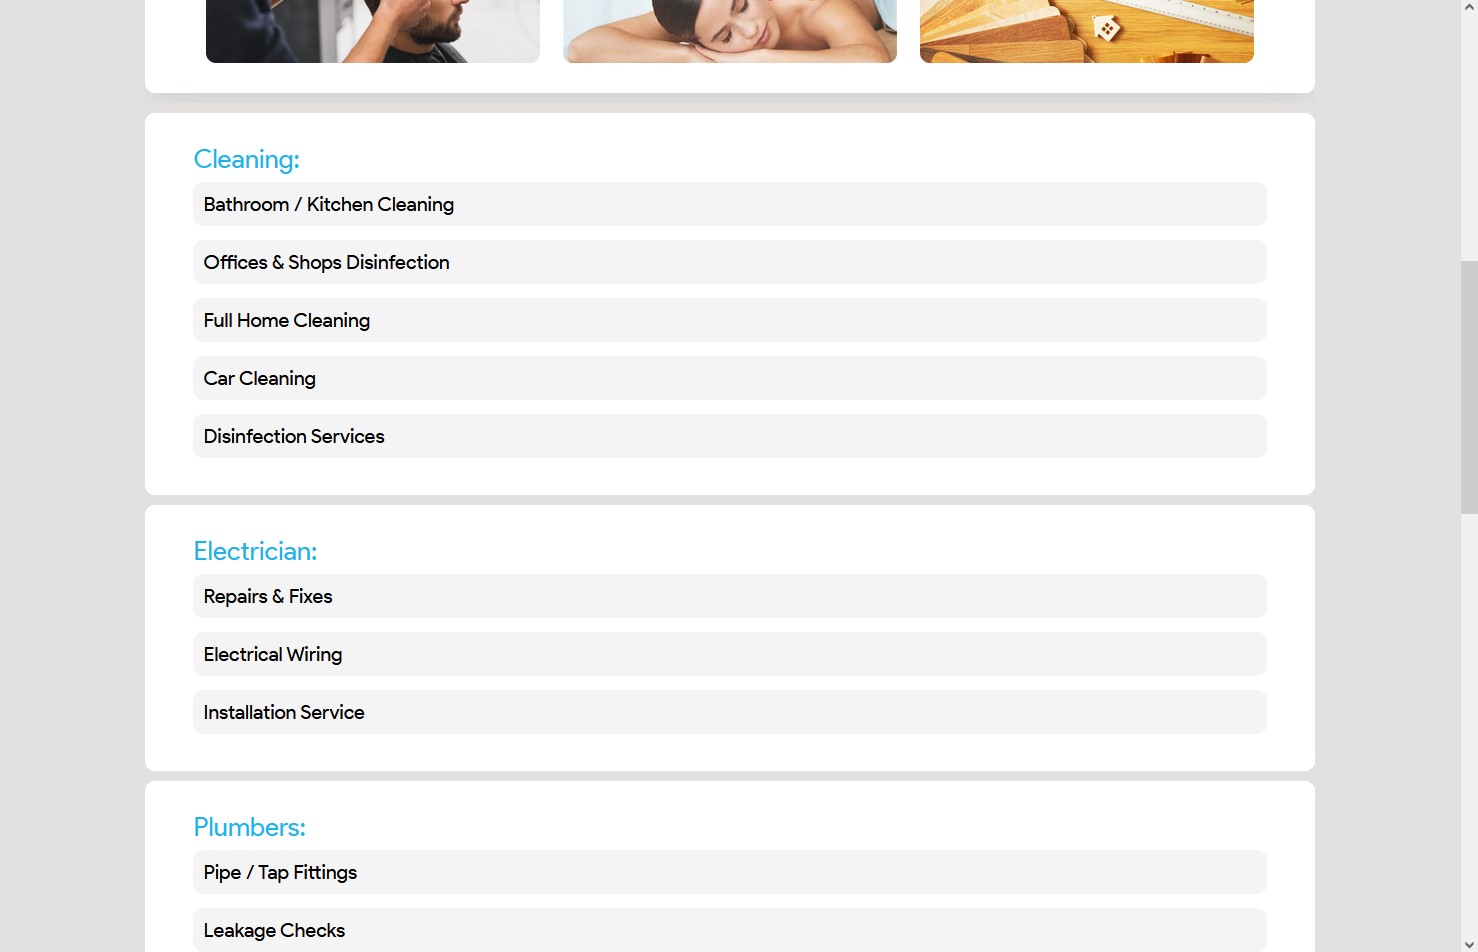 Cleaning:
Bathroom / Kitchen Cleaning
Offices & Shops Disinfection
Full Home Cleaning
Car Cleaning
Disinfection Services
Electrician:
Repairs & Fixes
Electrical Wiring
Installation Service
Plumbers:
Pipe / Tap Fittings
Leakage Checks